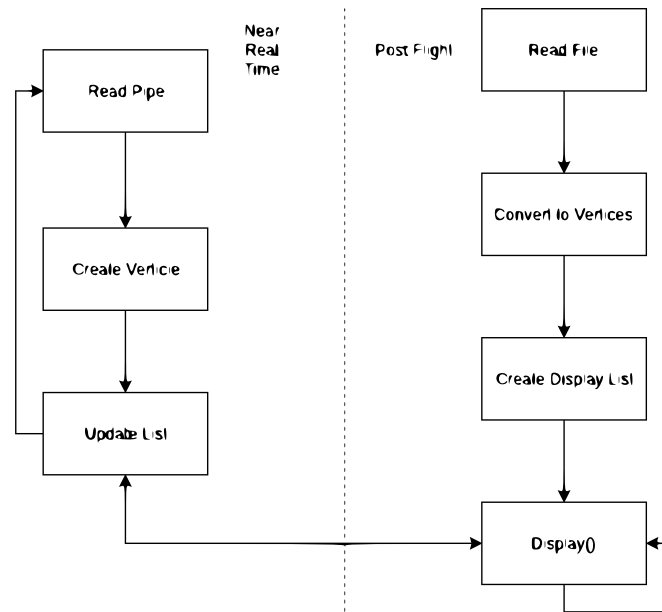 Near
Real
Time
Post Flight
Read File
Read Pipe
Convert to Vertices
Create Verticie
Create Display List
Update List
Display()